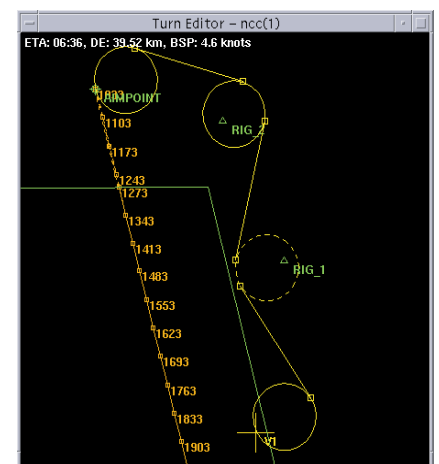 Turn Editor - ncc(1)
ETA: 06:36, DE: 39.52 km, BSP: 4.6 knots
AIMPOINT
1103
RIG_2
1173
1243
1273
1343
1413
RIG_1
1483
1553
1623
1693
1763
1833
V1
1903